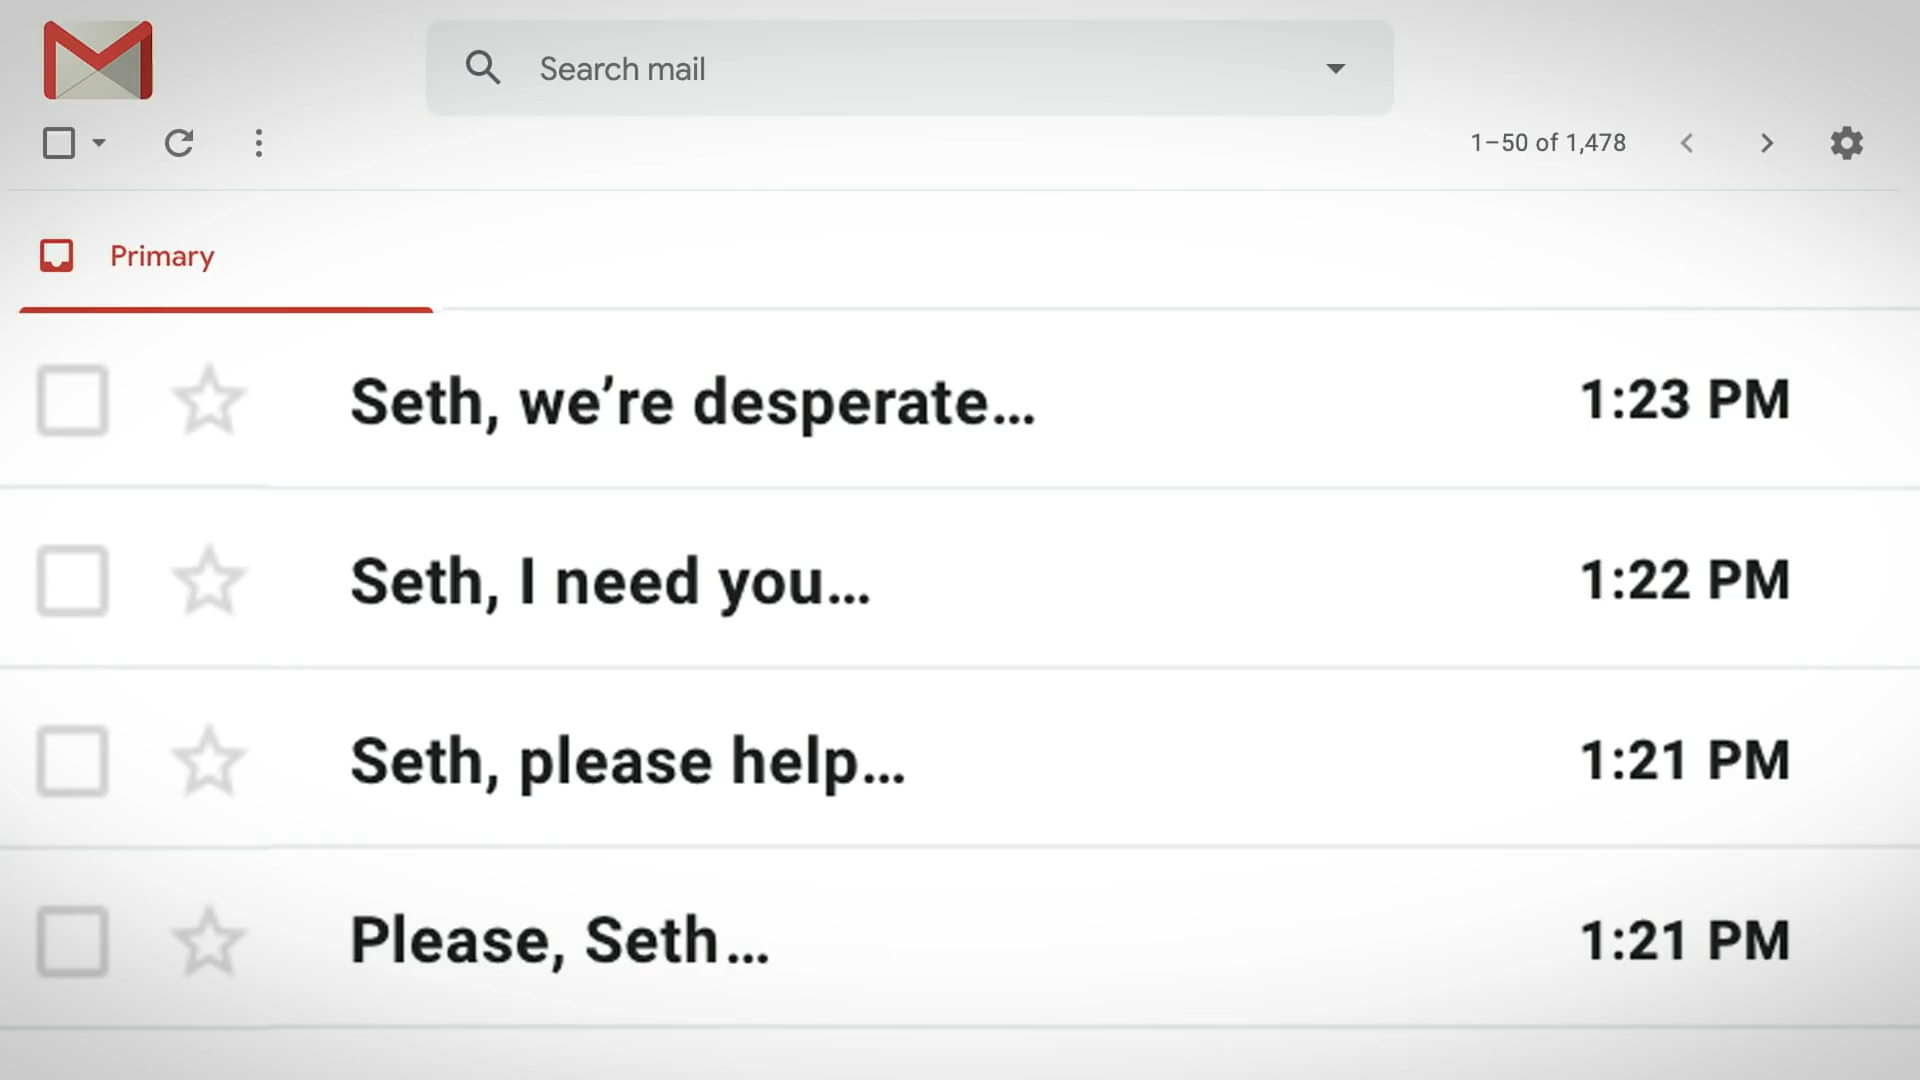 Search mail
1–50 of 1,478
Primary
Seth, we’re desperate... 1:23 PM
Seth, I need you... 1:22 PM
Seth, please help... 1:21 PM
Please, Seth... 1:21 PM